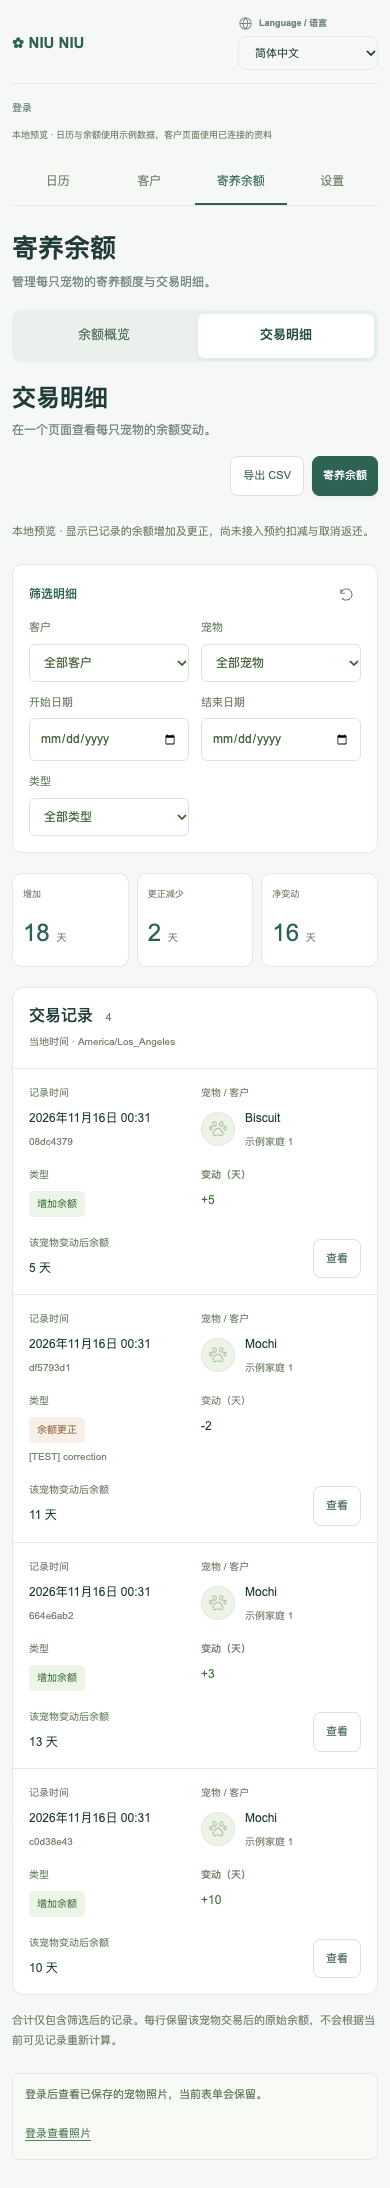 Language / 语言
✿ NIU NIU
简体中文
登录
本地预览 · 日历与余额使用示例数据，客户页面使用已连接的资料
日历 客户 寄养余额 设置
寄养余额
管理每只宠物的寄养额度与交易明细。
余额概览 交易明细
交易明细
在一个页面查看每只宠物的余额变动。
导出 CSV 寄养余额
本地预览 · 显示已记录的余额增加及更正，尚未接入预约扣减与取消返还。
筛选明细
客户 宠物
全部客户 全部宠物
开始日期 结束日期
mm/dd/yyyy mm/dd/yyyy
类型
全部类型
增加 更正减少 净变动
18 天 2 天 16 天
交易记录 4
当地时间 · America/Los_Angeles
记录时间 宠物 / 客户
2026年11月16日 00:31 Biscuit
08dc4379 示例家庭 1
类型 变动（天）
增加余额 +5
该宠物变动后余额
5 天 查看
记录时间 宠物 / 客户
2026年11月16日 00:31 Mochi
df5793d1 示例家庭 1
类型 变动（天）
余额更正 -2
[TEST] correction
该宠物变动后余额
11 天 查看
记录时间 宠物 / 客户
2026年11月16日 00:31 Mochi
664e6ab2 示例家庭 1
类型 变动（天）
增加余额 +3
该宠物变动后余额
13 天 查看
记录时间 宠物 / 客户
2026年11月16日 00:31 Mochi
c0d38e43 示例家庭 1
类型 变动（天）
增加余额 +10
该宠物变动后余额
10 天 查看
合计仅包含筛选后的记录。每行保留该宠物交易后的原始余额，不会根据当
前可见记录重新计算。
登录后查看已保存的宠物照片，当前表单会保留。
登录查看照片